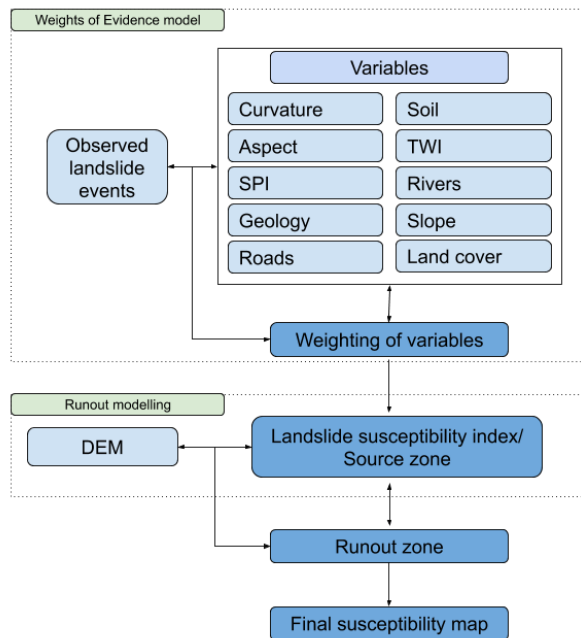 Weights of Evidence model
Variables
Curvature
Soil
Observed
landslide
events
Aspect
TWI
SPI
Rivers
Geology
Slope
Roads
Land cover
Weighting of variables
Runout modelling
DEM
Landslide susceptibility index/
Source zone
Runout zone
Final susceptibility map